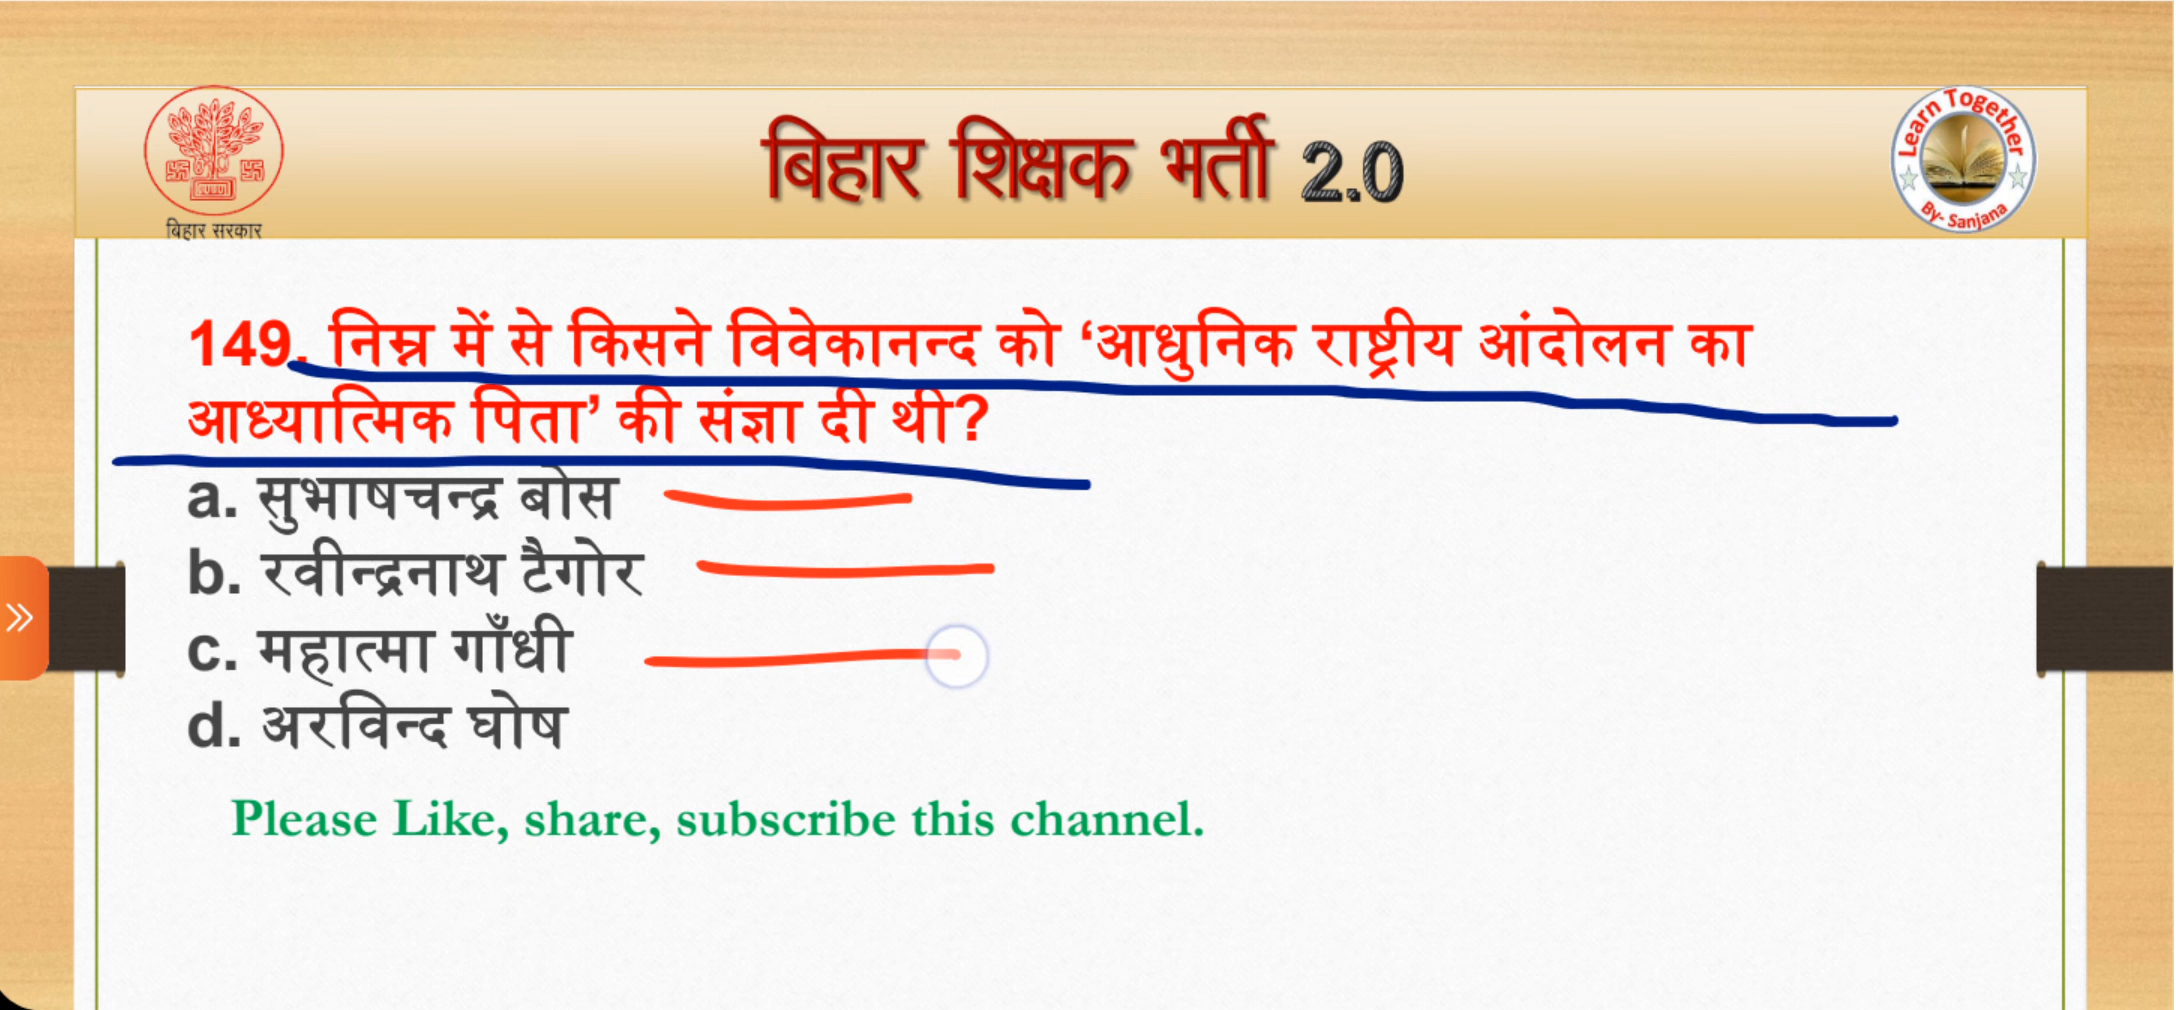 बिहार सरकार
बिहार शिक्षक भर्ती 2.0
Learn Together
By- Sanjana
149. निम्न में से किसने विवेकानन्द को ‘आधुनिक राष्ट्रीय आंदोलन का
आध्यात्मिक पिता’ की संज्ञा दी थी?
a. सुभाषचन्द्र बोस
b. रवीन्द्रनाथ टैगोर
c. महात्मा गाँधी
d. अरविन्द घोष
Please Like, share, subscribe this channel.